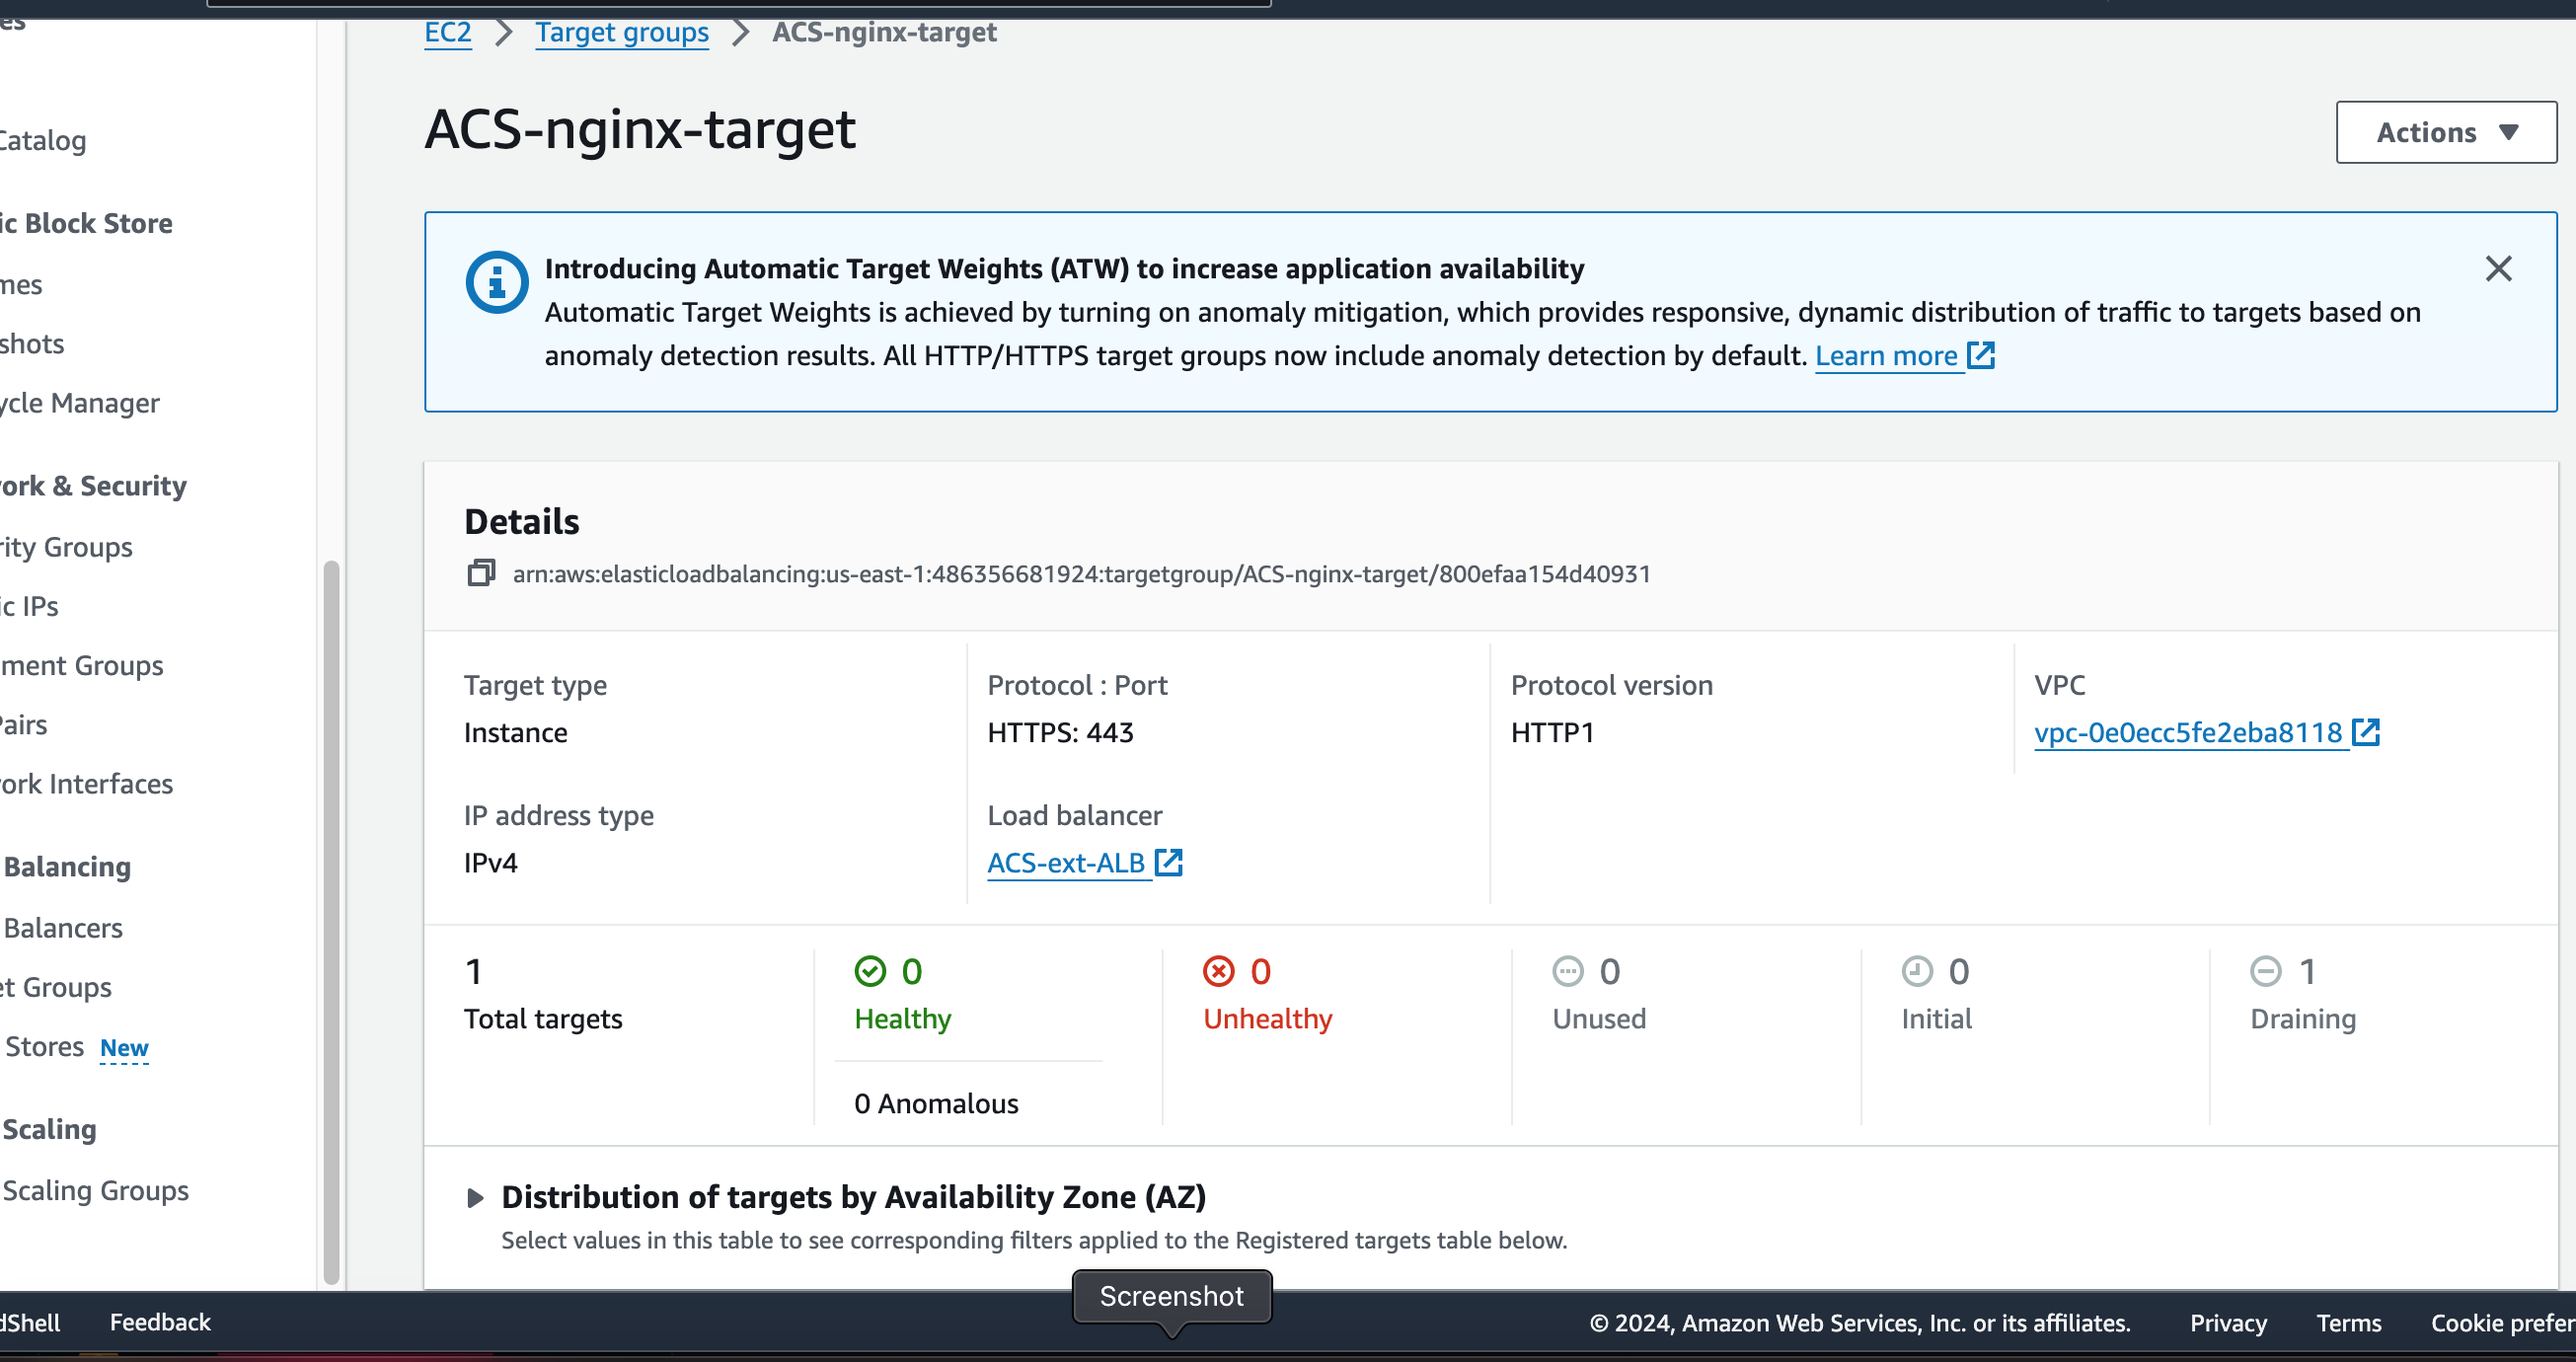 EC2 > Target groups > ACS-nginx-target
ACS-nginx-target
Actions
Introducing Automatic Target Weights (ATW) to increase application availability
Automatic Target Weights is achieved by turning on anomaly mitigation, which provides responsive, dynamic distribution of traffic to targets based on
anomaly detection results. All HTTP/HTTPS target groups now include anomaly detection by default. Learn more
Catalog
ic Block Store
mes
shots
ycle Manager
ork & Security
rity Groups
ic IPs
ment Groups
Pairs
ork Interfaces
Balancing
Balancers
et Groups
Stores New
Scaling
Scaling Groups
Details
arn:aws:elasticloadbalancing:us-east-1:486356681924:targetgroup/ACS-nginx-target/800efaa154d40931
Target type
Instance
Protocol : Port
HTTPS: 443
Protocol version
HTTP1
VPC
vpc-0e0ecc5fe2eba8118
IP address type
IPv4
Load balancer
ACS-ext-ALB
1
Total targets
0
Healthy
0 Anomalous
0
Unhealthy
0
Unused
0
Initial
1
Draining
Distribution of targets by Availability Zone (AZ)
Select values in this table to see corresponding filters applied to the Registered targets table below.
Screenshot
dShell
Feedback
© 2024, Amazon Web Services, Inc. or its affiliates.
Privacy
Terms
Cookie prefer